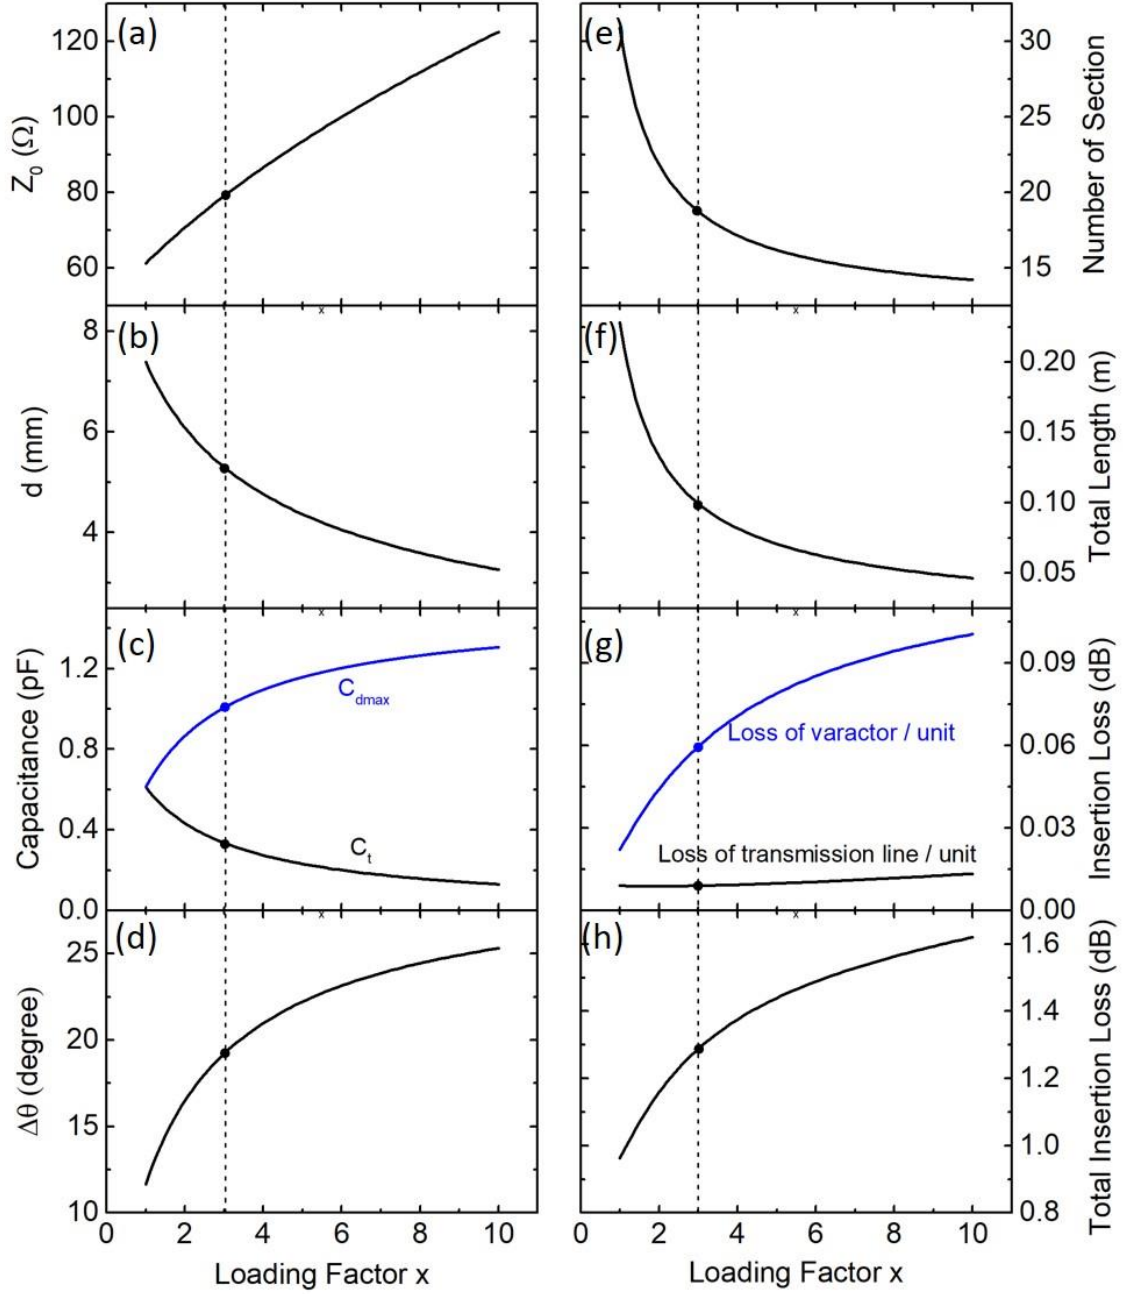 (a)
120
100
80
60
Z₀ (Ω)
(e)
30
25
20
15
Number of Section
x
x
(b)
8
6
4
d (mm)
(f)
0.20
0.15
0.10
0.05
Total Length (m)
x
x
(c)
1.2
0.8
0.4
0.0
Capacitance (pF)
C_dmax
C_t
(g)
0.09
0.06
0.03
0.00
Insertion Loss (dB)
Loss of varactor / unit
Loss of transmission line / unit
x
x
(d)
25
20
15
10
Δθ (degree)
0 2 4 6 8 10
Loading Factor x
(h)
1.6
1.4
1.2
1.0
0.8
Total Insertion Loss (dB)
0 2 4 6 8 10
Loading Factor x